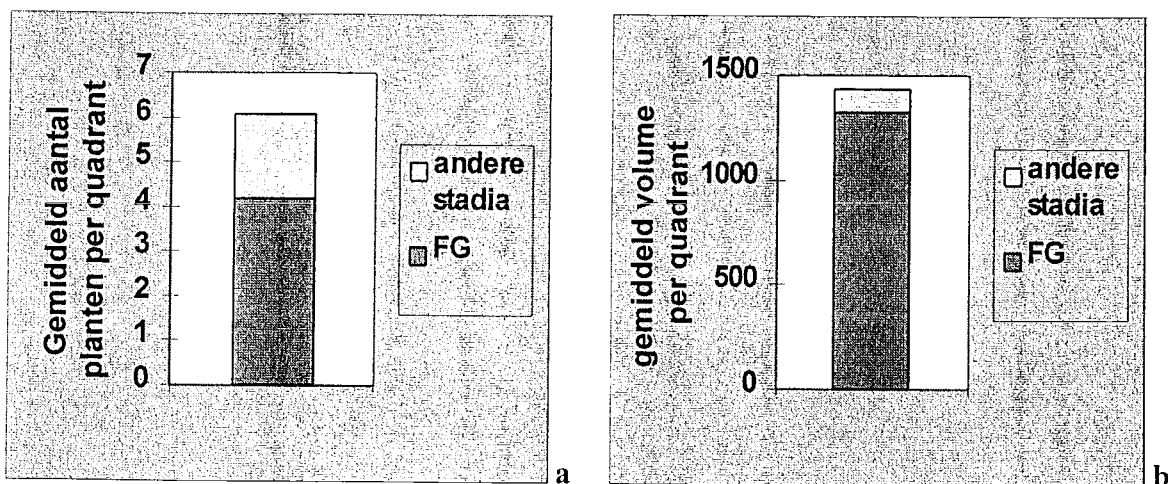 Gemiddeld aantal
planten per quadrant
7
6
5
4
3
2
1
0
andere
stadia
FG
a
gemiddeld volume
per quadrant
1500
1000
500
0
andere
stadia
FG
b